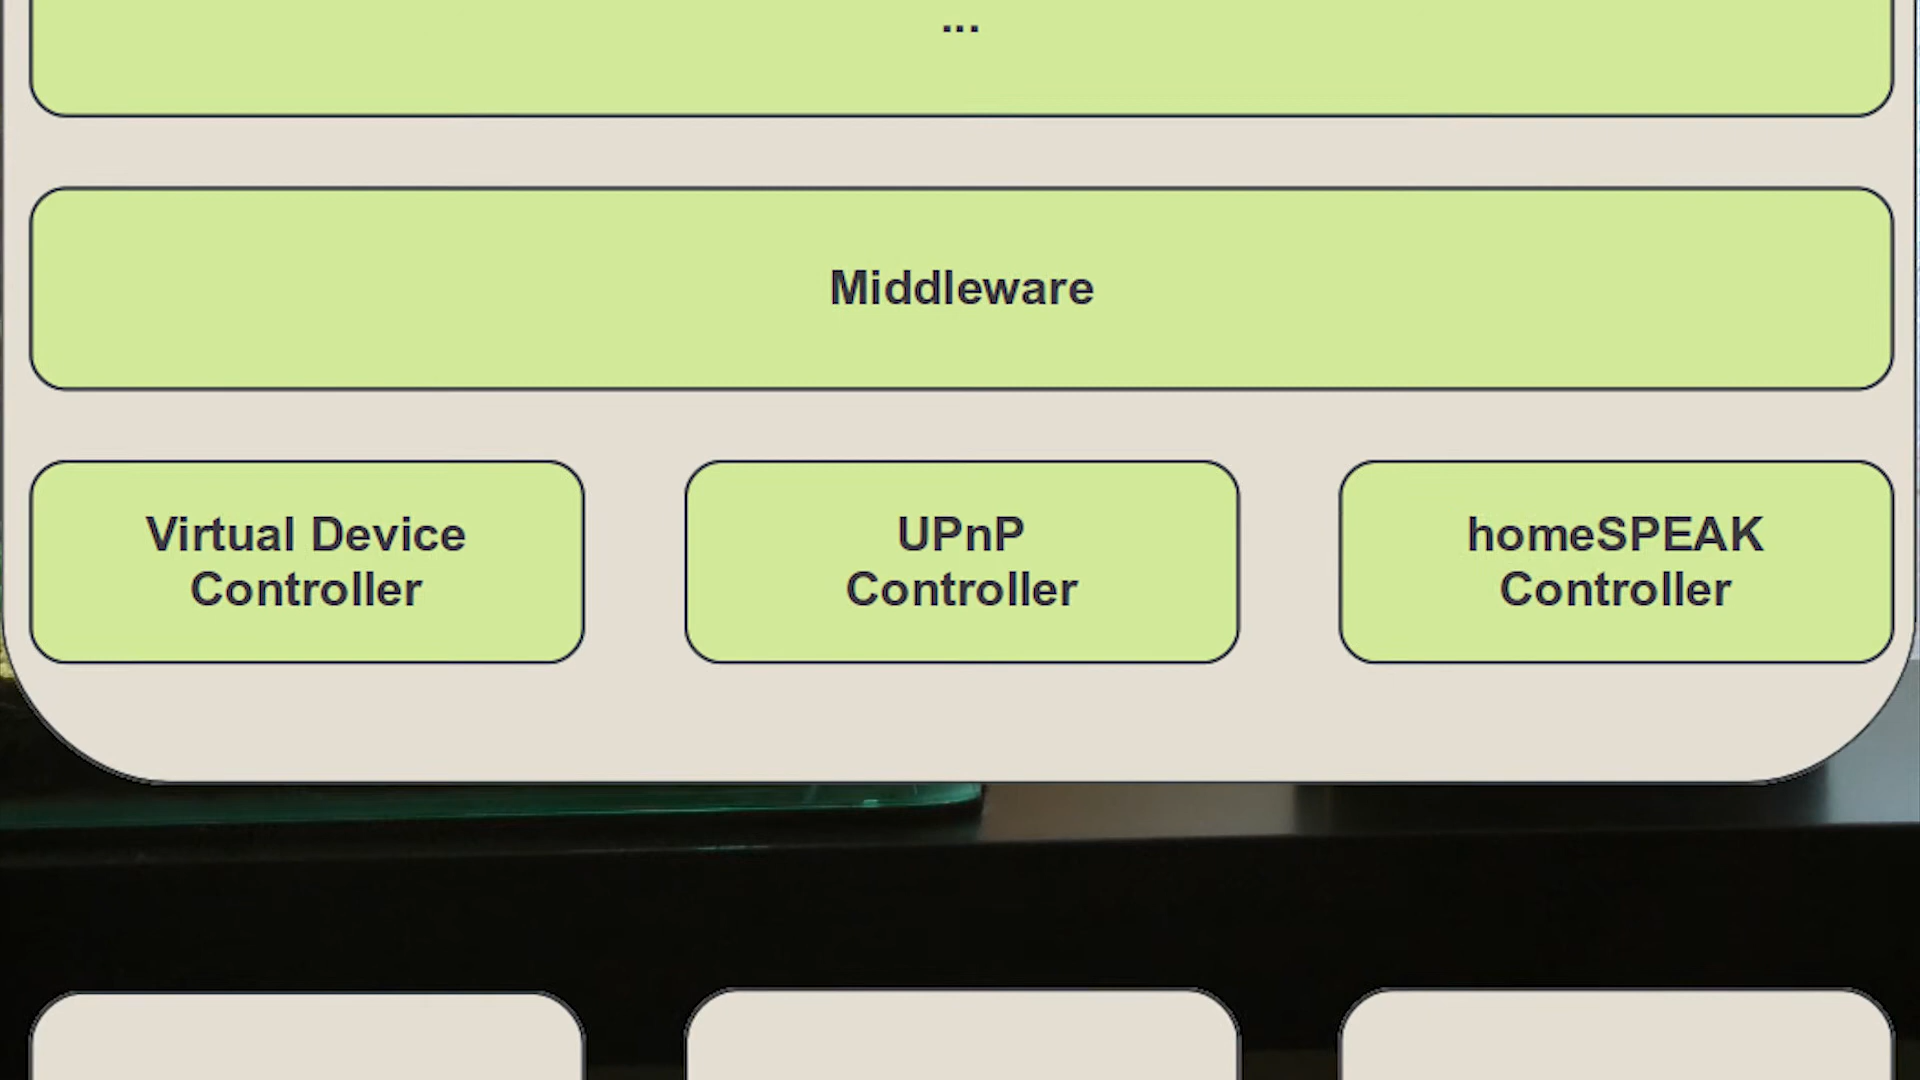 ...
Middleware
Virtual Device
Controller
UPnP
Controller
homeSPEAK
Controller